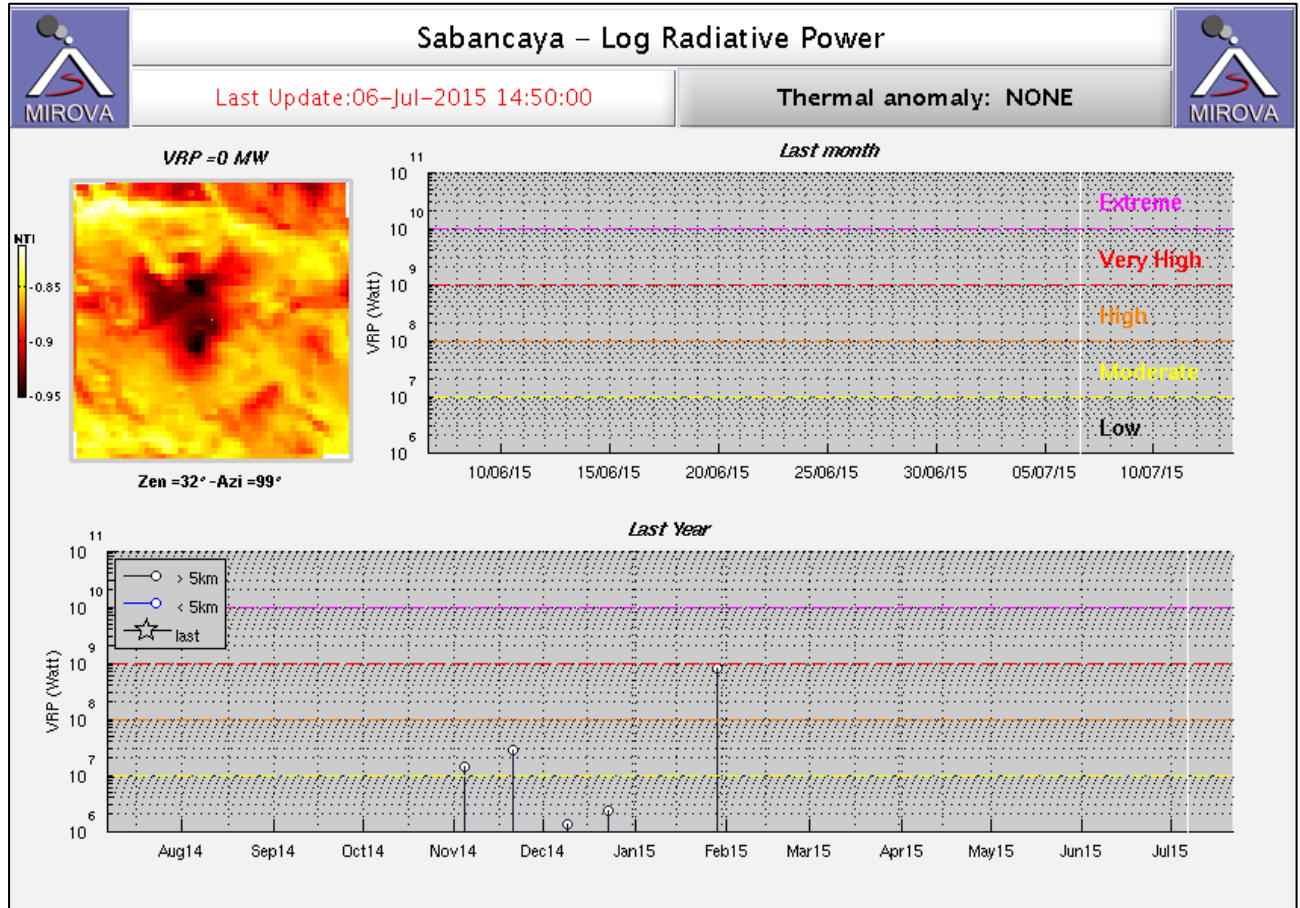 Sabancaya – Log Radiative Power
MIROVA
Last Update:06–Jul–2015 14:50:00
Thermal anomaly: NONE
MIROVA
VRP =0 MW
NTI
-0.85
-0.9
-0.95
Zen =32° -Azi =99°
Last month
VRP (Watt)
10 11
10 10
10 9
10 8
10 7
10 6
Extreme
Very High
High
Moderate
Low
10/06/15 15/06/15 20/06/15 25/06/15 30/06/15 05/07/15 10/07/15
Last Year
VRP (Watt)
10 11
10 10
10 9
10 8
10 7
10 6
> 5km
< 5km
last
Aug14 Sep14 Oct14 Nov14 Dec14 Jan15 Feb15 Mar15 Apr15 May15 Jun15 Jul15